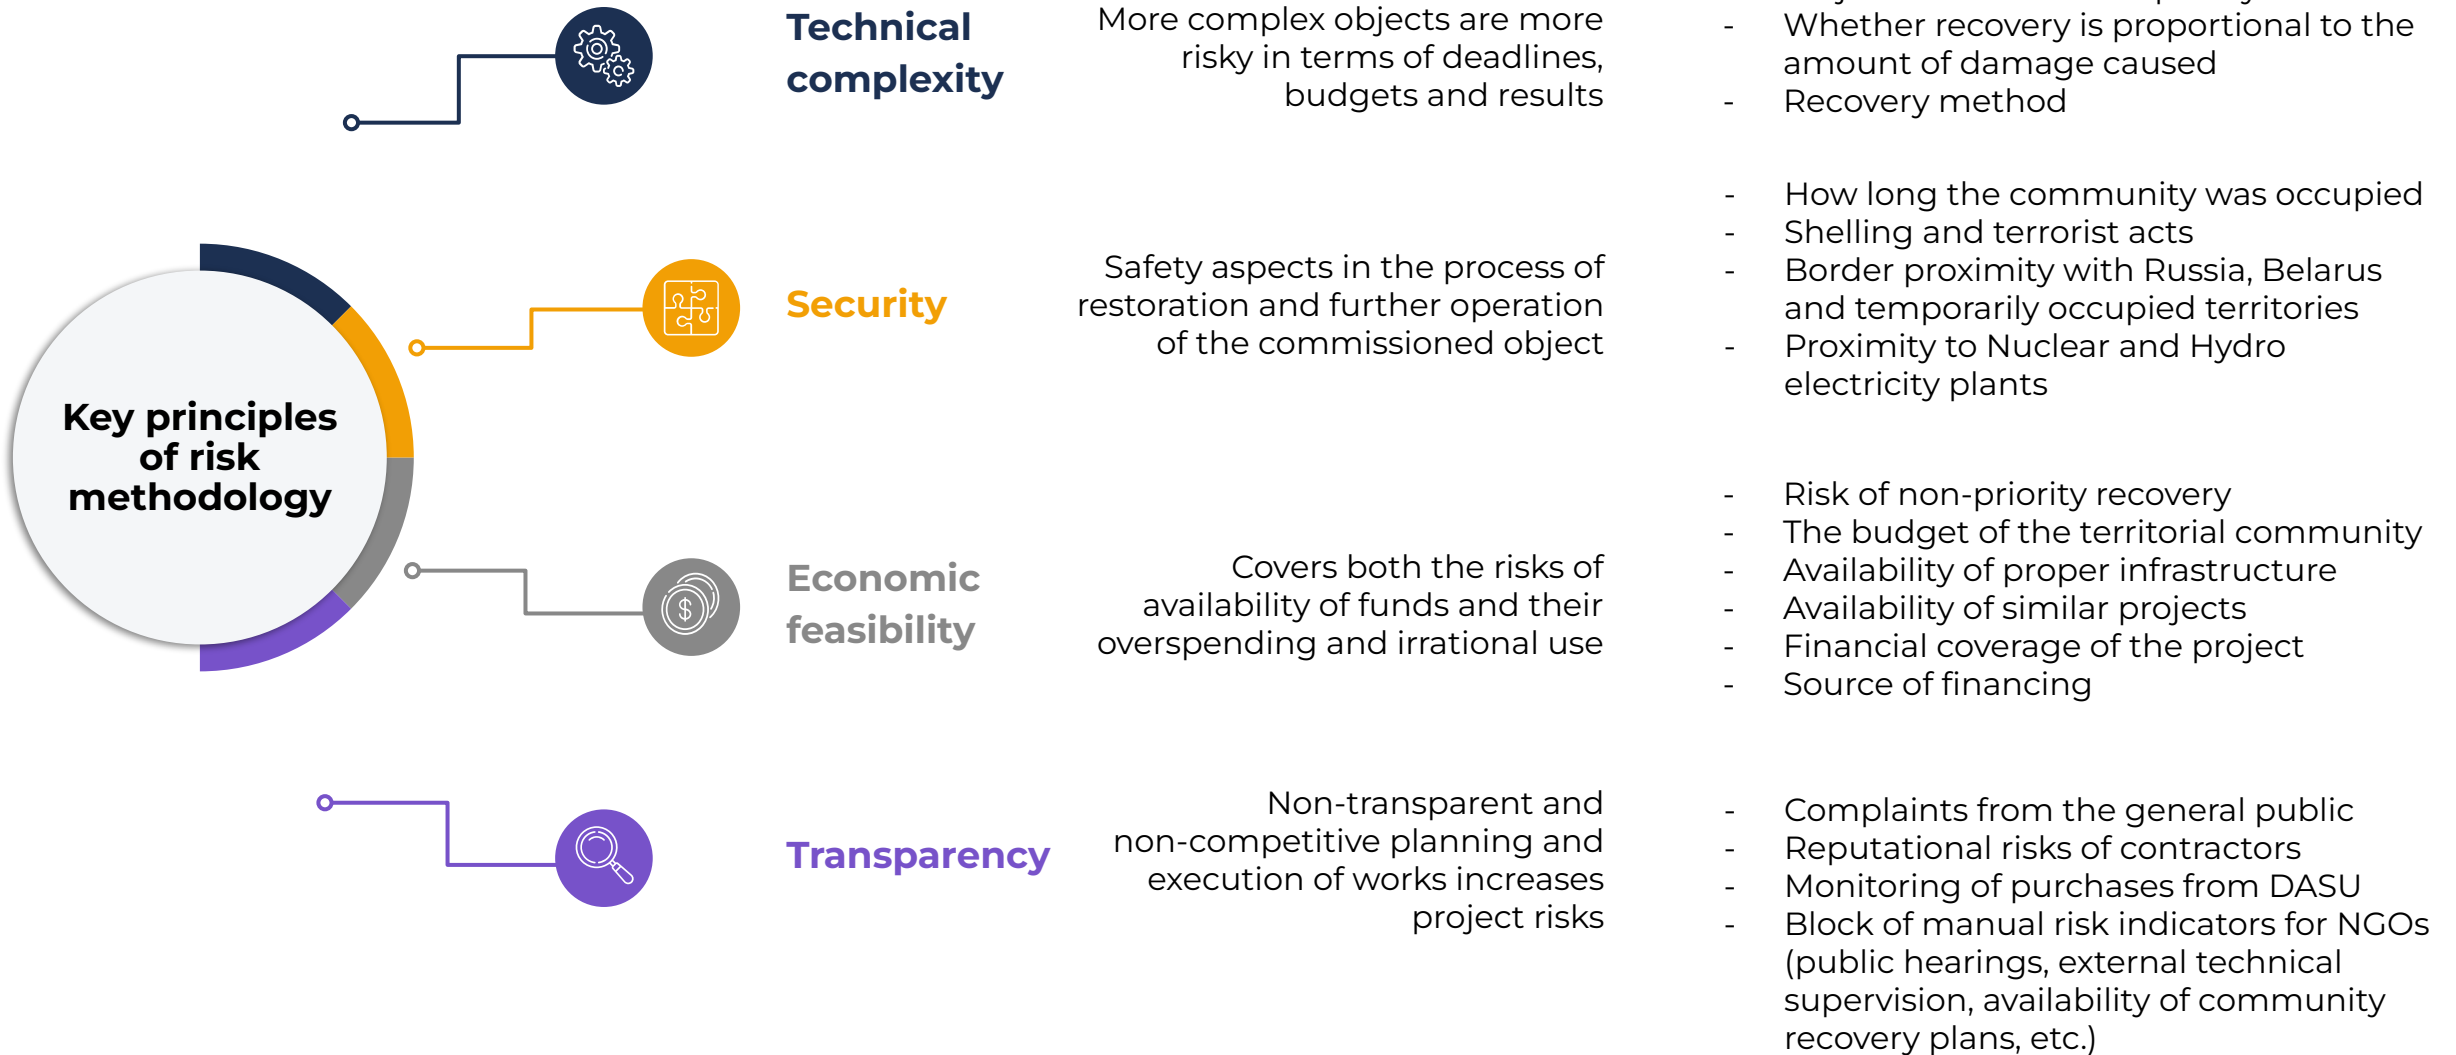 Technical
complexity
More complex objects are more
risky in terms of deadlines,
budgets and results
- Whether recovery is proportional to the
amount of damage caused
- Recovery method
Security
Safety aspects in the process of
restoration and further operation
of the commissioned object
- How long the community was occupied
- Shelling and terrorist acts
- Border proximity with Russia, Belarus
and temporarily occupied territories
- Proximity to Nuclear and Hydro
electricity plants
Key principles
of risk
methodology
Economic
feasibility
Covers both the risks of
availability of funds and their
overspending and irrational use
- Risk of non-priority recovery
- The budget of the territorial community
- Availability of proper infrastructure
- Availability of similar projects
- Financial coverage of the project
- Source of financing
$
Transparency
Non-transparent and
non-competitive planning and
execution of works increases
project risks
- Complaints from the general public
- Reputational risks of contractors
- Monitoring of purchases from DASU
- Block of manual risk indicators for NGOs
(public hearings, external technical
supervision, availability of community
recovery plans, etc.)